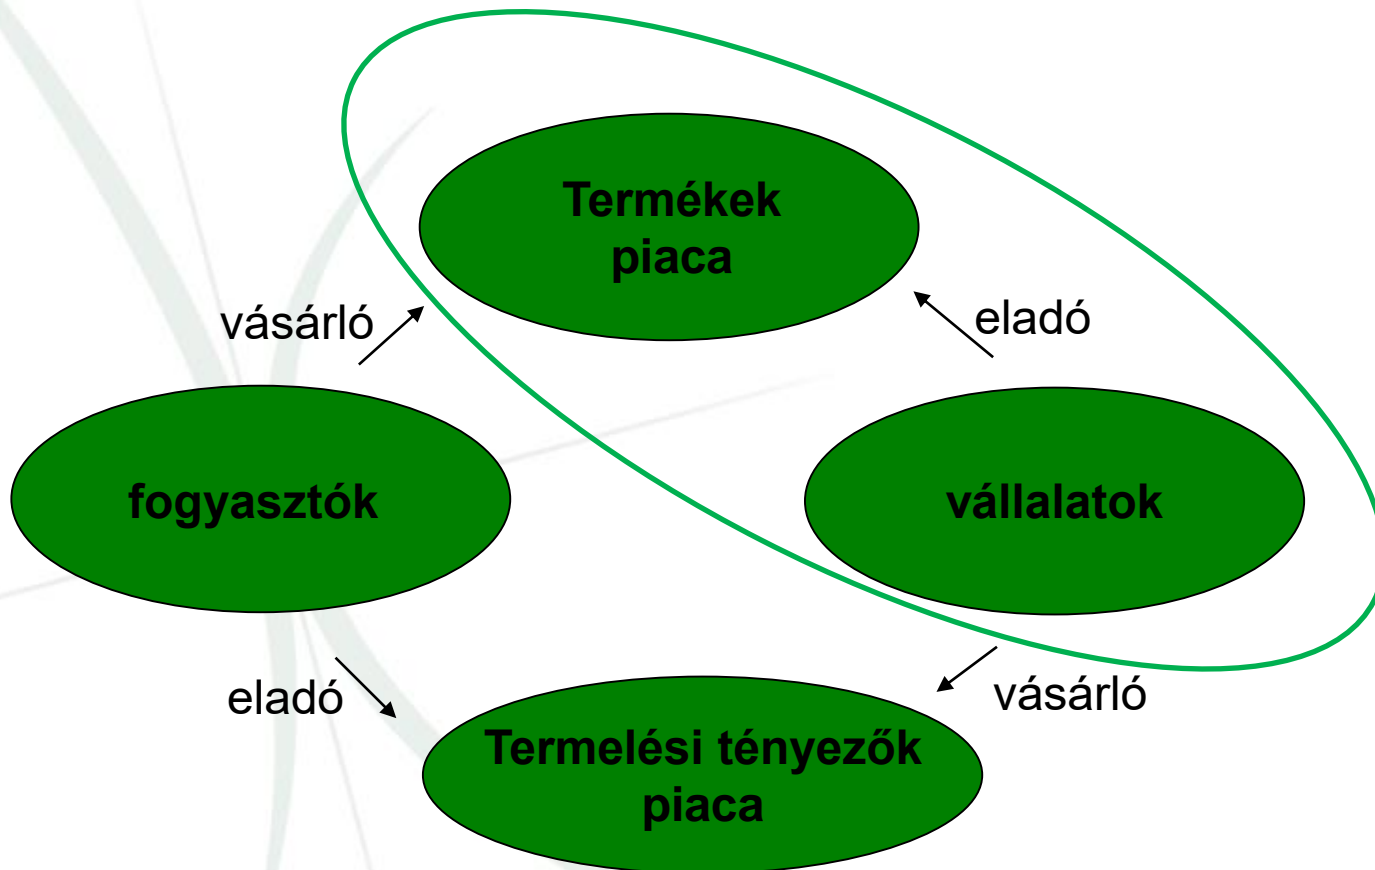 Termékek
piaca
vásárló
eladó
fogyasztók
vállalatok
eladó
vásárló
Termelési tényezők
piaca